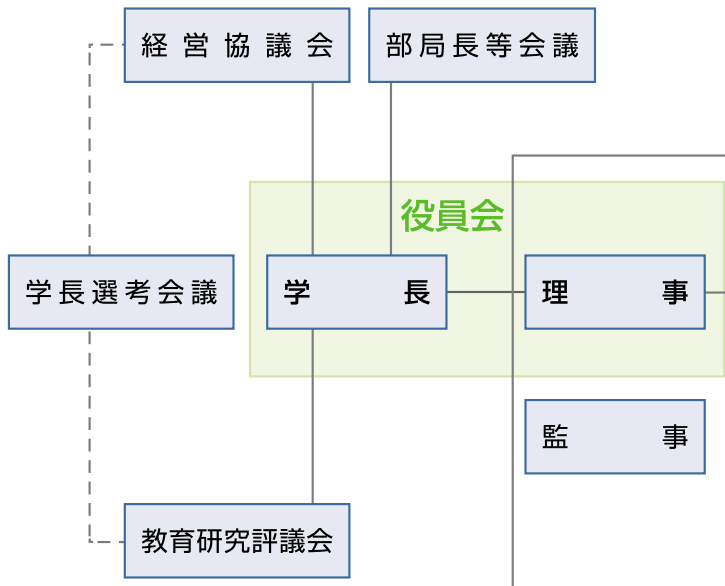 経営協議会
部局長等会議
役員会
学長選考会議
学長
理事
監事
教育研究評議会